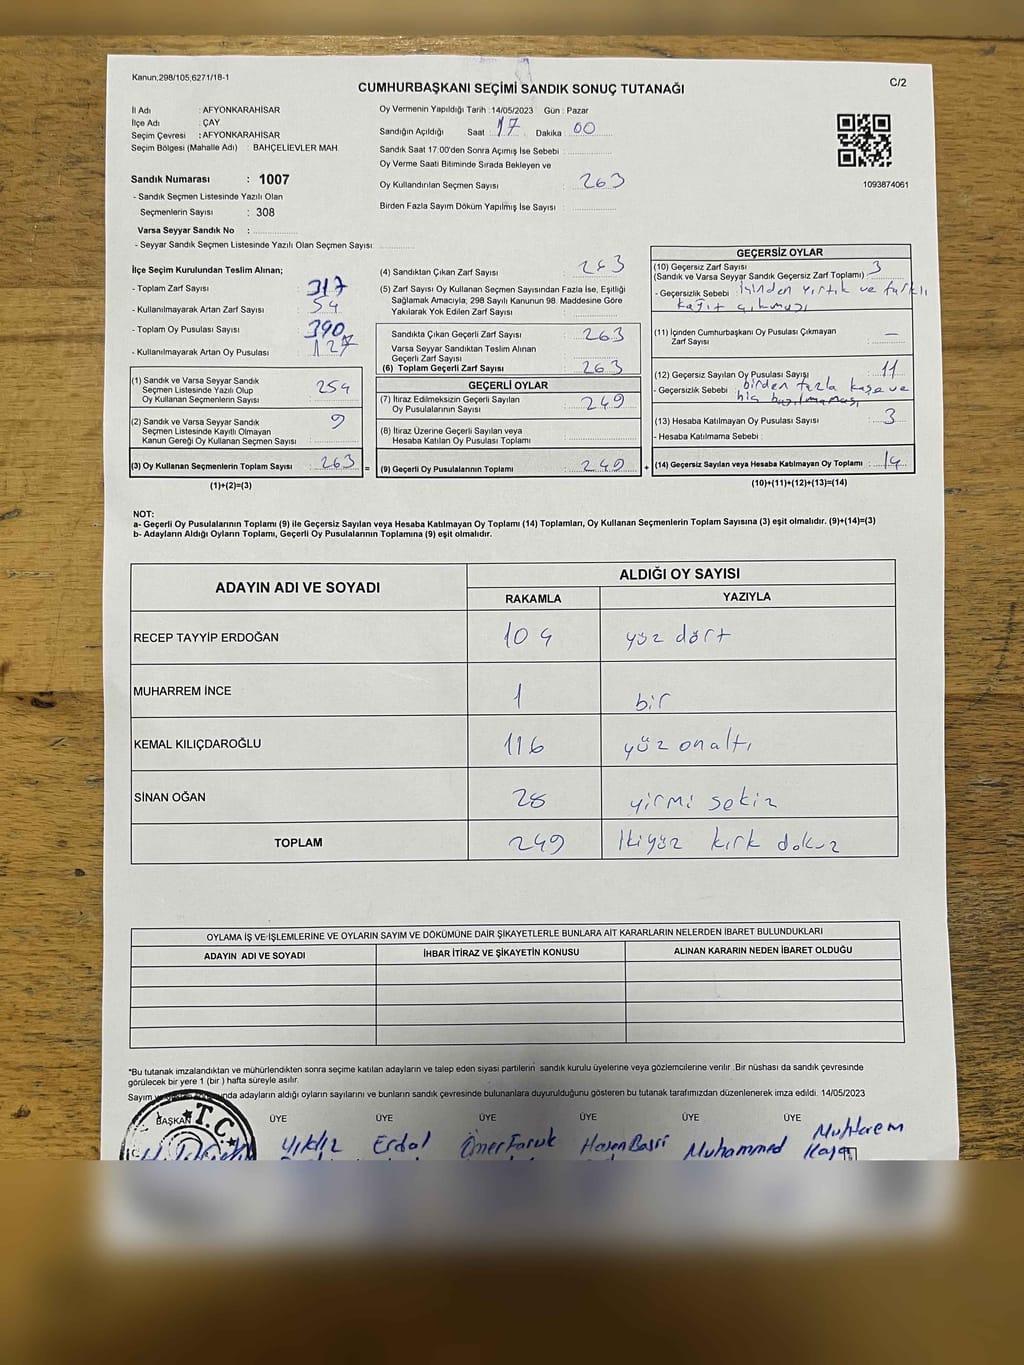 Kanun,298/105,6271/18-1
CUMHURBAŞKANI SEÇİMİ SANDIK SONUÇ TUTANAĞI
C/2
İl Adı : AFYONKARAHİSAR
İlçe Adı : ÇAY
Seçim Çevresi : AFYONKARAHİSAR
Seçim Bölgesi (Mahalle Adı) : BAHÇELİEVLER MAH.
Sandık Numarası : 1007
- Sandık Seçmen Listesinde Yazılı Olan
Seçmenlerin Sayısı : 308
Varsa Seyyar Sandık No :
- Seyyar Sandık Seçmen Listesinde Yazılı Olan Seçmen Sayısı:
Oy Vermenin Yapıldığı Tarih : 14/05/2023 Gün : Pazar
Sandığın Açıldığı Saat : 17 Dakika 00
Sandık Saat 17:00'den Sonra Açımış İse Sebebi :
Oy Verme Saati Bitiminde Sırada Bekleyen ve
Oy Kullandırılan Seçmen Sayısı : 263
Birden Fazla Sayım Döküm Yapılmış İse Sayısı :
1093874061
İlçe Seçim Kurulundan Teslim Alınan;
- Toplam Zarf Sayısı : 317
- Kullanılmayarak Artan Zarf Sayısı : 54
- Toplam Oy Pusulası Sayısı : 390
- Kullanılmayarak Artan Oy Pusulası : 127
(1) Sandık ve Varsa Seyyar Sandık
Seçmen Listesinde Yazılı Olup
Oy Kullanan Seçmenlerin Sayısı : 254
(2) Sandık ve Varsa Seyyar Sandık
Seçmen Listesinde Kayıtlı Olmayan
Kanun Gereği Oy Kullanan Seçmen Sayısı : 9
(3) Oy Kullanan Seçmenlerin Toplam Sayısı : 263 =
(1)+(2)=(3)
(4) Sandıktan Çıkan Zarf Sayısı : 263
(5) Zarf Sayısı Oy Kullanan Seçmen Sayısından Fazla İse, Eşitliği
Sağlamak Amacıyla, 298 Sayılı Kanunun 98. Maddesine Göre
Yakılarak Yok Edilen Zarf Sayısı :
Sandıkta Çıkan Geçerli Zarf Sayısı : 263
Varsa Seyyar Sandıktan Teslim Alınan
Geçerli Zarf Sayısı :
(6) Toplam Geçerli Zarf Sayısı : 263
GEÇERLİ OYLAR
(7) İtiraz Edilmeksizin Geçerli Sayılan
Oy Pusulalarının Sayısı : 249
(8) İtiraz Üzerine Geçerli Sayılan veya
Hesaba Katılan Oy Pusulası Toplamı :
(9) Geçerli Oy Pusulalarının Toplamı : 249 +
GEÇERSİZ OYLAR
(10) Geçersiz Zarf Sayısı : 3
(Sandık ve Varsa Seyyar Sandık Geçersiz Zarf Toplamı)
- Geçersizlik Sebebi : İçinden yırtık ve farklı
kağıt çıkması
(11) İçinden Cumhurbaşkanı Oy Pusulası Çıkmayan
Zarf Sayısı : —
(12) Geçersiz Sayılan Oy Pusulası Sayısı : 11
- Geçersizlik Sebebi : birden fazla kaşe ve
hiç basılmaması
(13) Hesaba Katılmayan Oy Pusulası Sayısı : 3
- Hesaba Katılmama Sebebi :
(14) Geçersiz Sayılan veya Hesaba Katılmayan Oy Toplamı : 14
(10)+(11)+(12)+(13)=(14)
NOT:
a- Geçerli Oy Pusulalarının Toplamı (9) ile Geçersiz Sayılan veya Hesaba Katılmayan Oy Toplamı (14) Toplamları, Oy Kullanan Seçmenlerin Toplam Sayısına (3) eşit olmalıdır. (9)+(14)=(3)
b- Adayların Aldığı Oyların Toplamı, Geçerli Oy Pusulalarının Toplamına (9) eşit olmalıdır.
ADAYIN ADI VE SOYADI
ALDIĞI OY SAYISI
RAKAMLA YAZIYLA
RECEP TAYYİP ERDOĞAN 104 yüz dört
MUHARREM İNCE 1 bir
KEMAL KILIÇDAROĞLU 116 yüz onaltı
SİNAN OĞAN 28 yirmi sekiz
TOPLAM 249 İkiyüz kırk dokuz
OYLAMA İŞ VE İŞLEMLERİNE VE OYLARIN SAYIM VE DÖKÜMÜNE DAİR ŞİKAYETLERLE BUNLARA AİT KARARLARIN NELERDEN İBARET BULUNDUKLARI
ADAYIN ADI VE SOYADI İHBAR İTİRAZ VE ŞİKAYETİN KONUSU ALINAN KARARIN NEDEN İBARET OLDUĞU
*Bu tutanak imzalandıktan ve mühürlendikten sonra seçime katılan adayların ve talep eden siyasi partilerin sandık kurulu üyelerine veya gözlemcilerine verilir .Bir nüshası da sandık çevresinde
görülecek bir yere 1 (bir ) hafta süreyle asılır.
Sayım adayların aldığı oyların sayılarını ve bunların sandık çevresinde bulunanlara duyurulduğunu gösteren bu tutanak tarafımızdan düzenlenerek imza edildi. 14/05/2023
BAŞKAN ÜYE ÜYE ÜYE ÜYE ÜYE ÜYE
T.C.
Yıldız Erdal Ömer Faruk Hasan Basri Muhammed Muharrem
Kaya